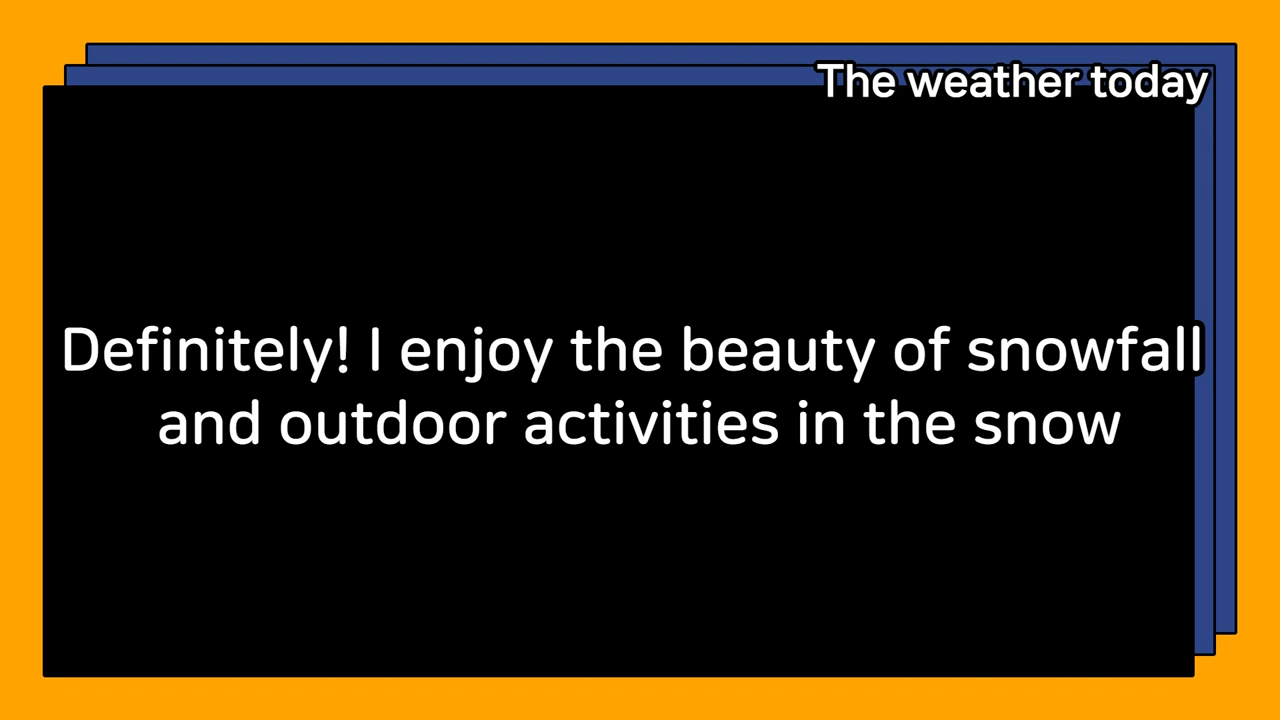 The weather today
Definitely! I enjoy the beauty of snowfall
and outdoor activities in the snow